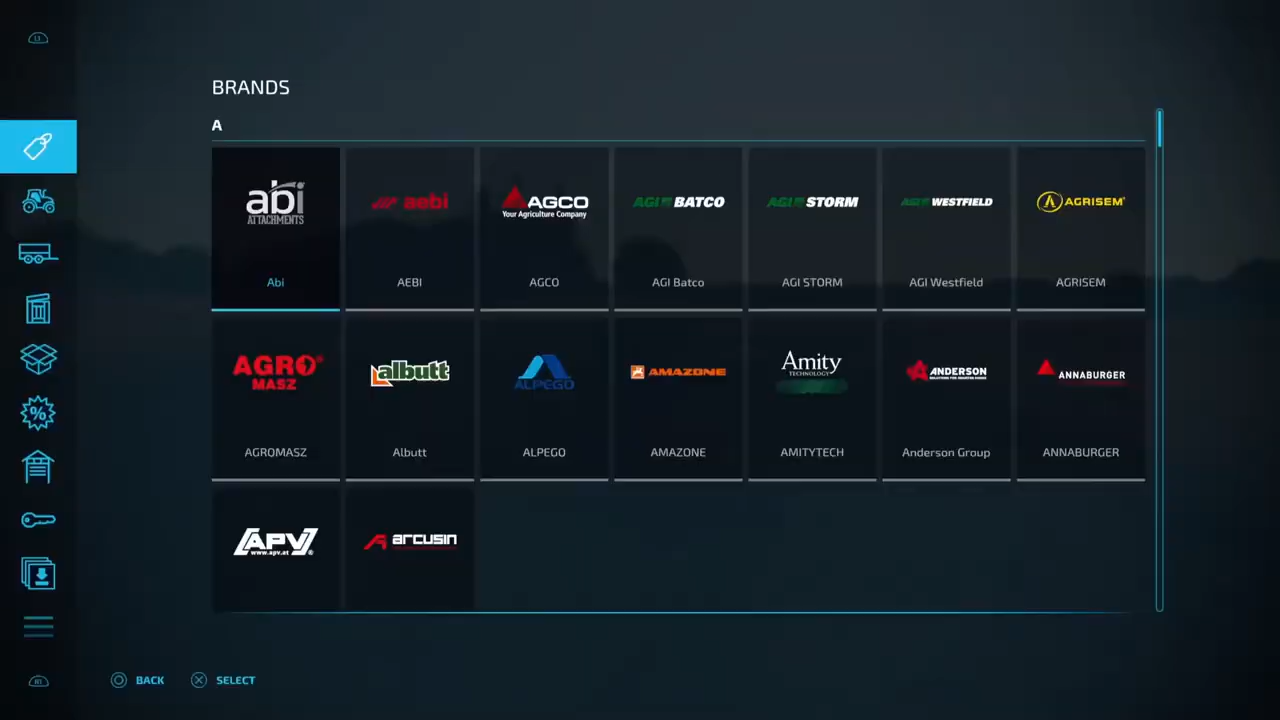 BRANDS
A
abi
ATTACHMENTS
aebi
AGCO
Your Agriculture Company
AGI BATCO
AGI STORM
AGI WESTFIELD
AGRISEM
Abi
AEBI
AGCO
AGI Batco
AGI STORM
AGI Westfield
AGRISEM
AGRO
MASZ
albutt
ALPEGO
AMAZONE
Amity
TECHNOLOGY
ANDERSON
ANNABURGER
AGROMASZ
Albutt
ALPEGO
AMAZONE
AMITYTECH
Anderson Group
ANNABURGER
APV
www.apv.at
arcusin
BACK
SELECT